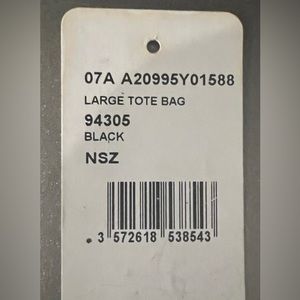 07A A20995Y01588
LARGE TOTE BAG
94305
BLACK
NSZ
3 572618 538543